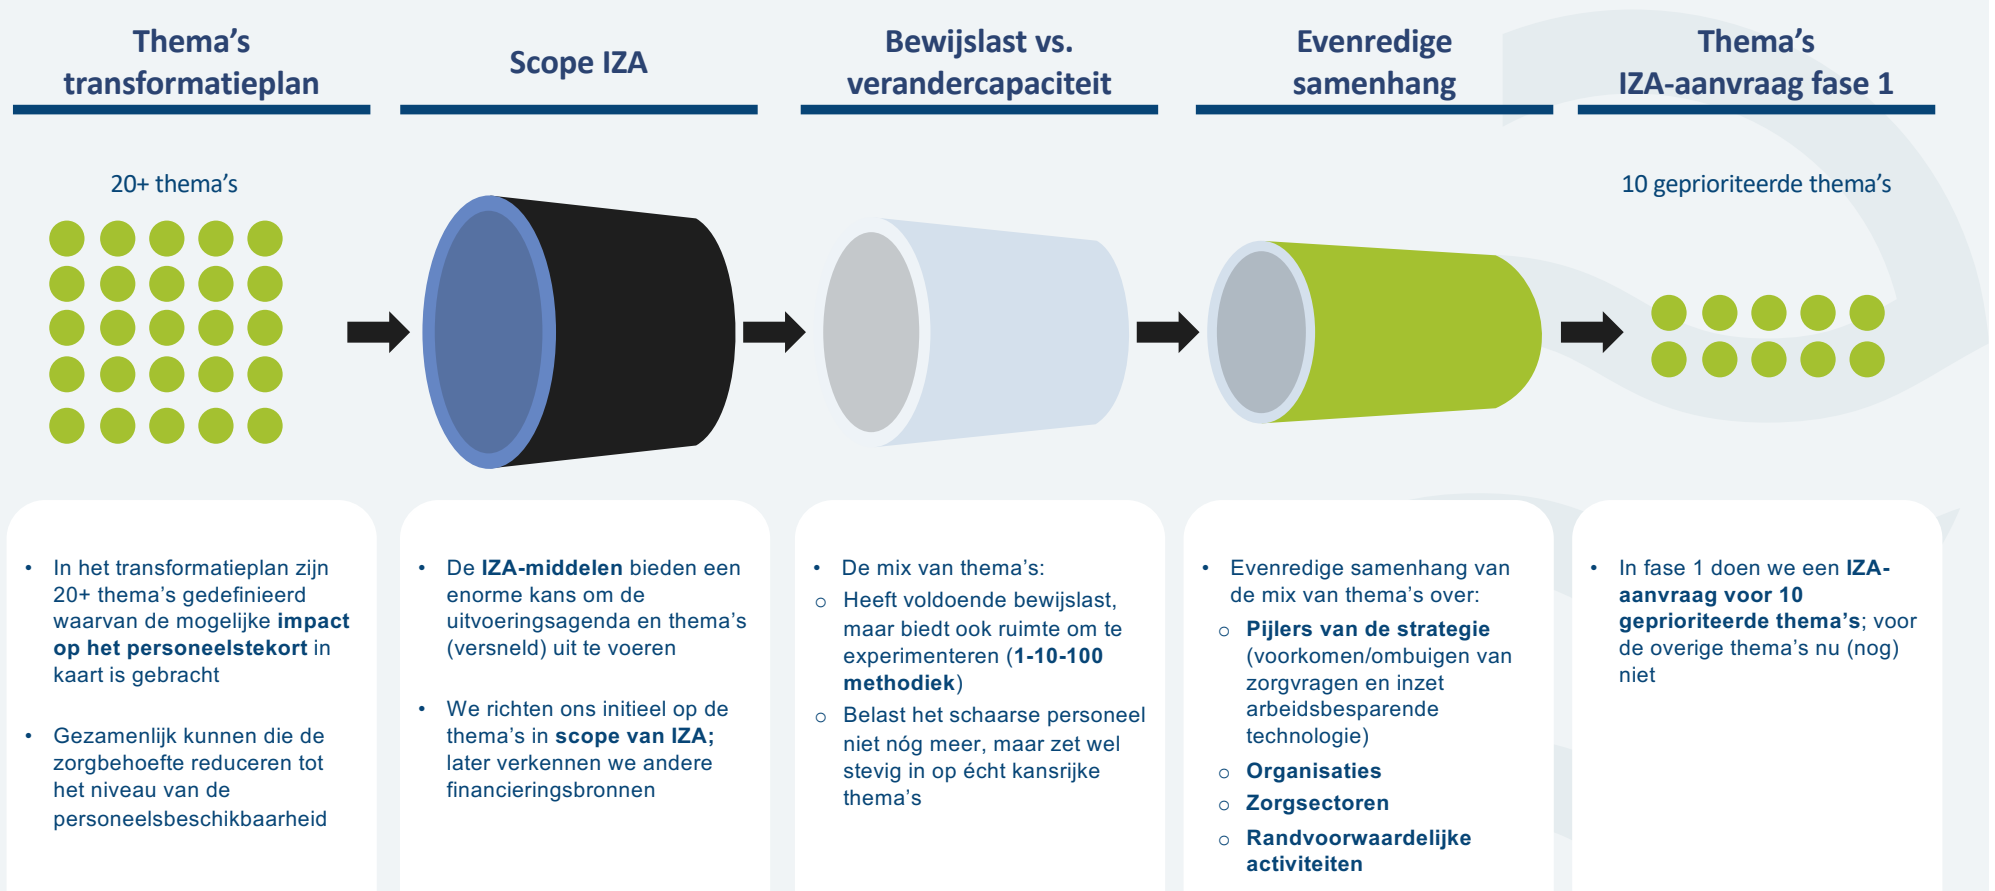 Thema's
transformatieplan
Scope IZA
Bewijslast vs.
verandercapaciteit
Evenredige
samenhang
Thema's
IZA-aanvraag fase 1
20+ thema's
10 geprioriteerde thema's
• In het transformatieplan zijn
20+ thema's gedefinieerd
waarvan de mogelijke impact
op het personeelstekort in
kaart is gebracht
• Gezamenlijk kunnen die de
zorgbehoefte reduceren tot
het niveau van de
personeelsbeschikbaarheid
• De IZA-middelen bieden een
enorme kans om de
uitvoeringsagenda en thema's
(versneld) uit te voeren
• We richten ons initieel op de
thema's in scope van IZA;
later verkennen we andere
financieringsbronnen
• De mix van thema's:
o Heeft voldoende bewijslast,
maar biedt ook ruimte om te
experimenteren (1-10-100
methodiek)
o Belast het schaarse personeel
niet nóg meer, maar zet wel
stevig in op écht kansrijke
thema's
• Evenredige samenhang van
de mix van thema's over:
o Pijlers van de strategie
(voorkomen/ombuigen van
zorgvragen en inzet
arbeidsbesparende
technologie)
o Organisaties
o Zorgsectoren
o Randvoorwaardelijke
activiteiten
• In fase 1 doen we een IZA-
aanvraag voor 10
geprioriteerde thema's; voor
de overige thema's nu (nog)
niet